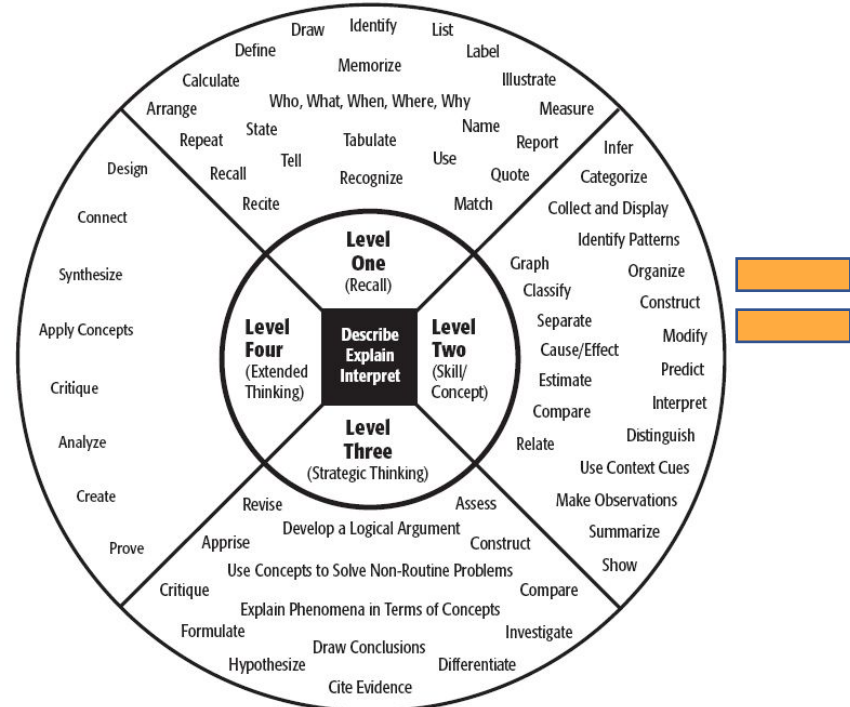 Draw
Identify
List
Define
Label
Memorize
Calculate
Illustrate
Who, What, When, Where, Why
Arrange
Measure
State
Name
Repeat
Tabulate
Report
Tell
Use
Recall
Quote
Recognize
Recite
Match
Level
One
(Recall)
Infer
Categorize
Collect and Display
Identify Patterns
Graph
Organize
Classify
Construct
Separate
Modify
Cause/Effect
Predict
Estimate
Interpret
Compare
Distinguish
Relate
Use Context Cues
Make Observations
Summarize
Show
Level
Two
(Skill/
Concept)
Describe
Explain
Interpret
Level
Three
(Strategic Thinking)
Revise
Assess
Develop a Logical Argument
Apprise
Construct
Use Concepts to Solve Non-Routine Problems
Critique
Compare
Explain Phenomena in Terms of Concepts
Formulate
Investigate
Draw Conclusions
Hypothesize
Differentiate
Cite Evidence
Level
Four
(Extended
Thinking)
Design
Connect
Synthesize
Apply Concepts
Critique
Analyze
Create
Prove